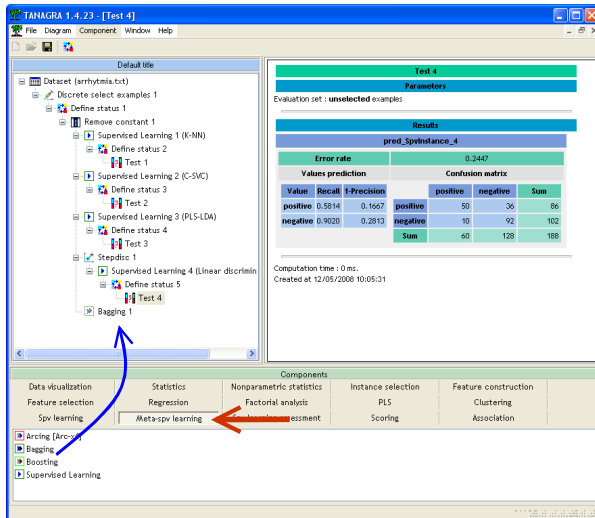 TANAGRA 1.4.23 - [Test 4]
File Diagram Component Window Help
Default title
Dataset (arrhytmia.txt)
Discrete select examples 1
Define status 1
Remove constant 1
Supervised Learning 1 (K-NN)
Define status 2
Test 1
Supervised Learning 2 (C-SVC)
Define status 3
Test 2
Supervised Learning 3 (PLS-LDA)
Define status 4
Test 3
Stepdisc 1
Supervised Learning 4 (Linear discrimin
Define status 5
Test 4
Bagging 1
Test 4
Parameters
Evaluation set : unselected examples
Results
pred_SpvInstance_4
Error rate 0.2447
Values prediction Confusion matrix
Value Recall 1-Precision positive negative Sum
positive 0.5814 0.1667 positive 50 36 86
negative 0.9020 0.2813 negative 10 92 102
Sum 60 128 188
Computation time : 0 ms.
Created at 12/05/2008 10:05:31
Components
Data visualization Statistics Nonparametric statistics Instance selection Feature construction
Feature selection Regression Factorial analysis PLS Clustering
Spv learning Meta-spv learning Spv learning assessment Scoring Association
Arcing [Arc-x4]
Bagging
Boosting
Supervised Learning